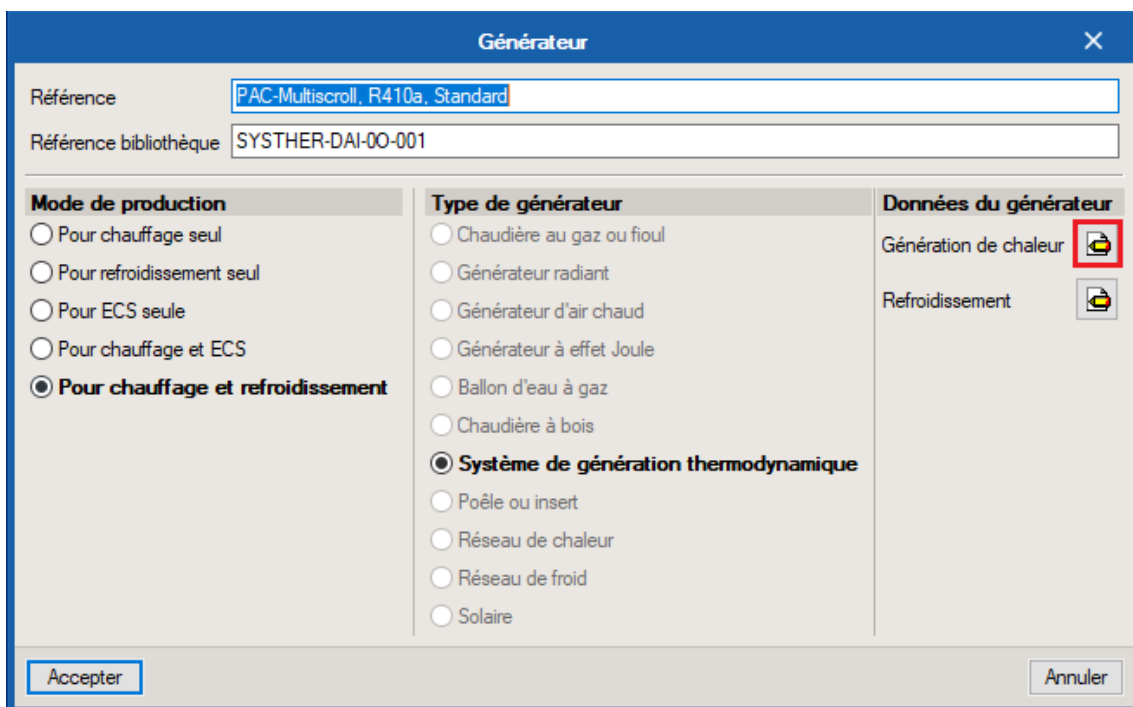 Générateur
Référence
PAC-Multiscroll, R410a, Standard
Référence bibliothèque
SYSTHER-DAI-0O-001
Mode de production
Pour chauffage seul
Pour refroidissement seul
Pour ECS seule
Pour chauffage et ECS
Pour chauffage et refroidissement
Type de générateur
Chaudière au gaz ou fioul
Générateur radiant
Générateur d'air chaud
Générateur à effet Joule
Ballon d'eau à gaz
Chaudière à bois
Système de génération thermodynamique
Poêle ou insert
Réseau de chaleur
Réseau de froid
Solaire
Données du générateur
Génération de chaleur
Refroidissement
Accepter
Annuler